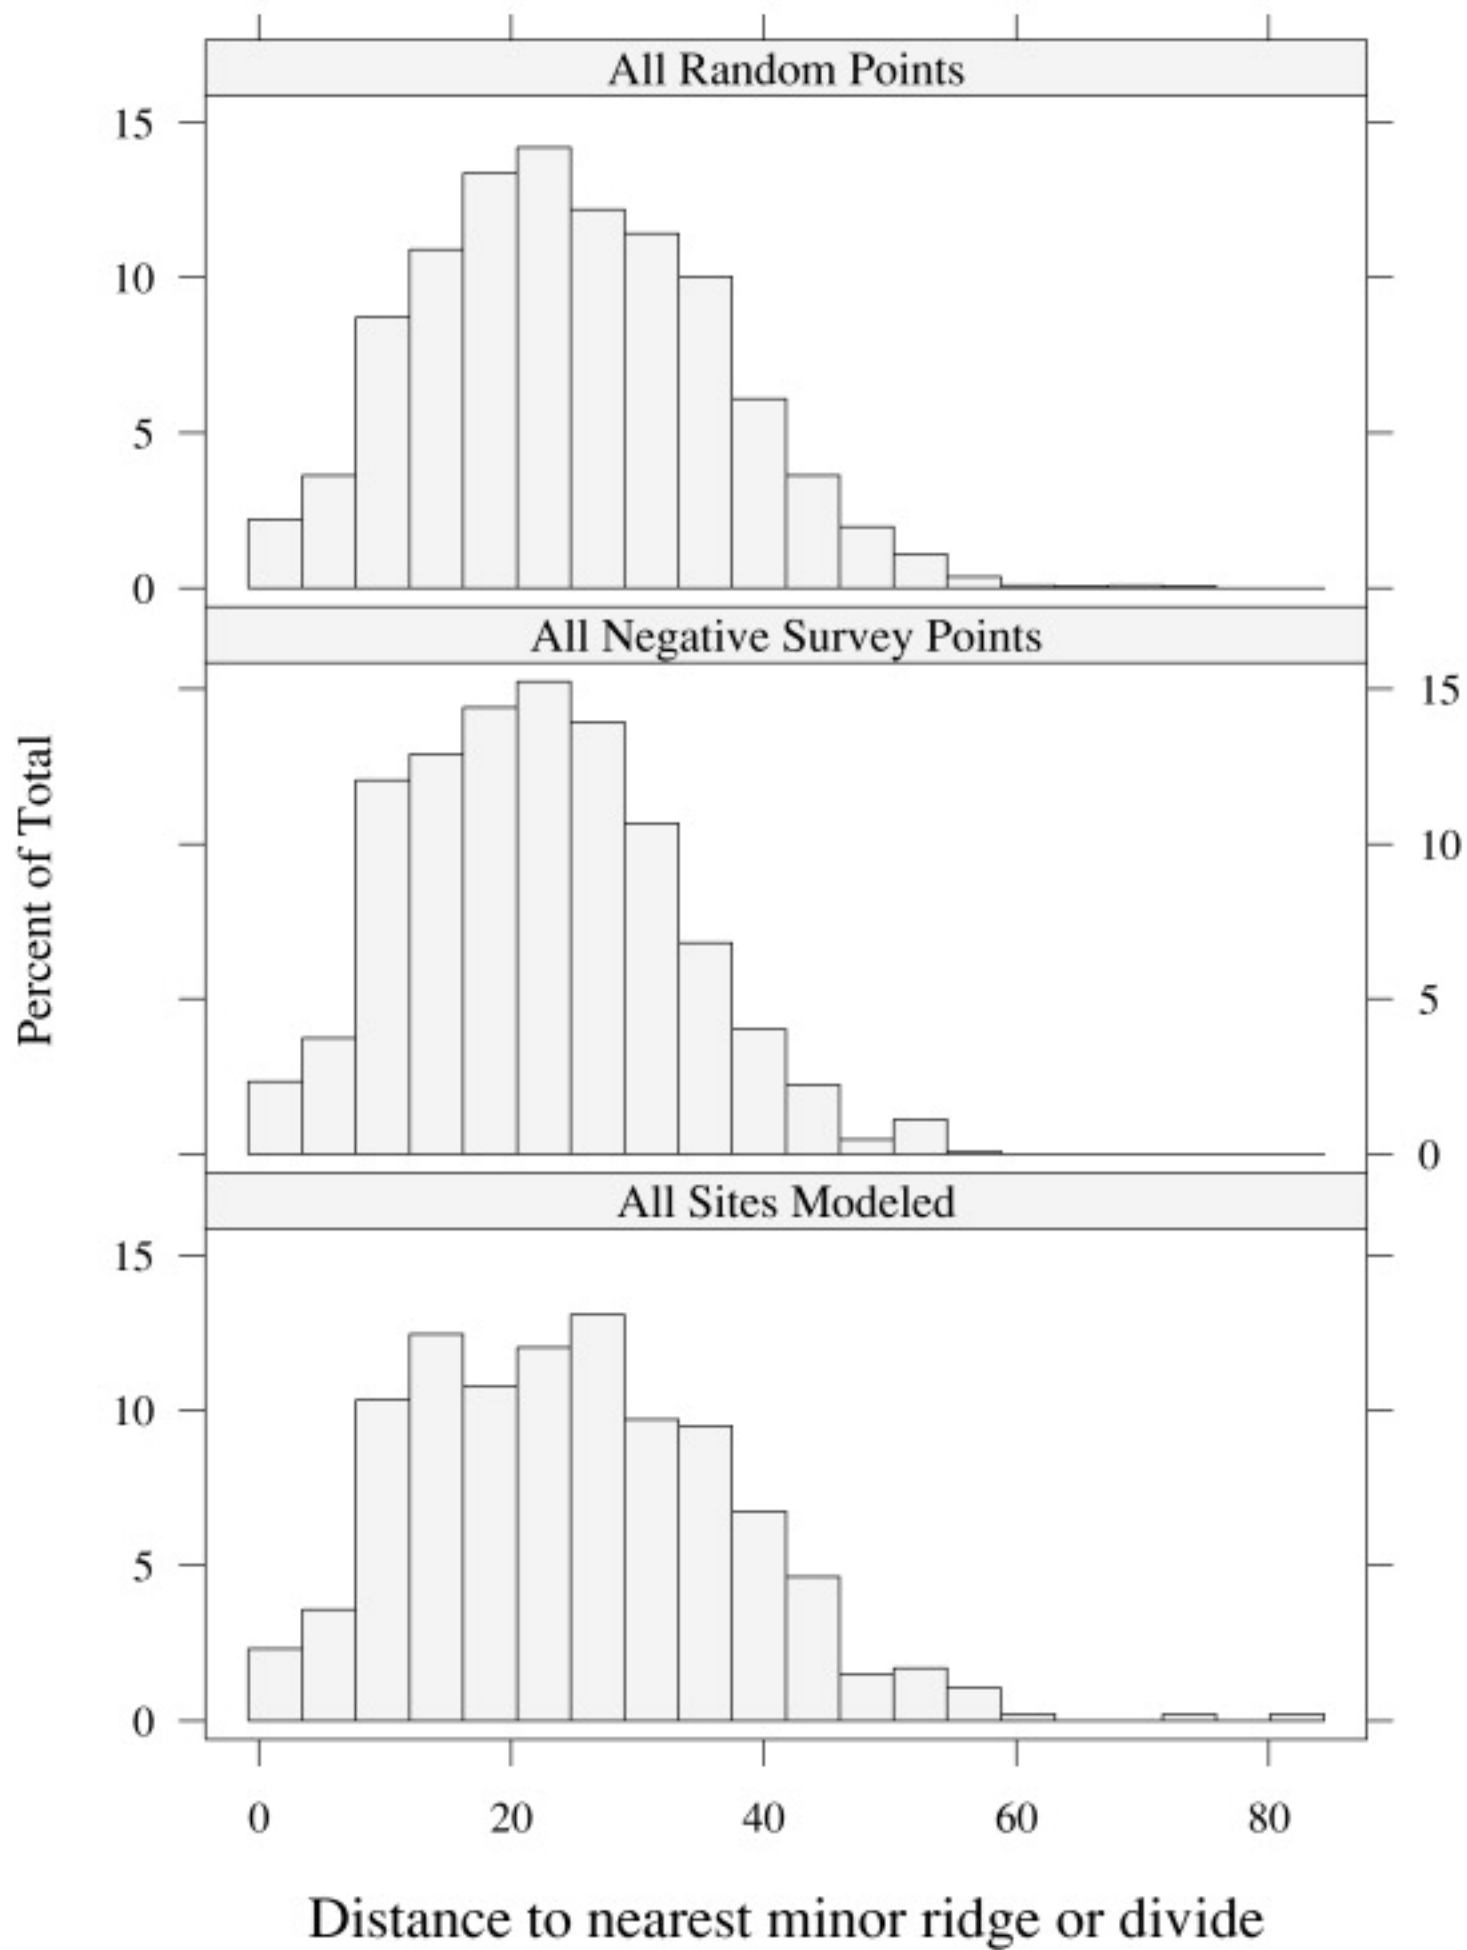 All Random Points
15
10
5
0
All Negative Survey Points
15
10
5
0
Percent of Total
All Sites Modeled
15
10
5
0
0 20 40 60 80
Distance to nearest minor ridge or divide